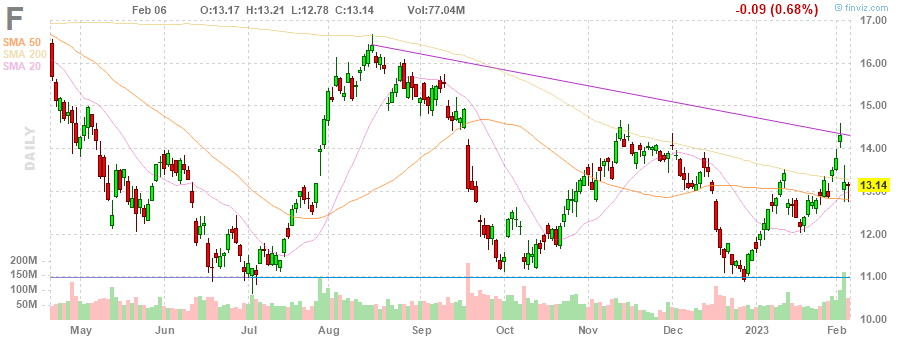 F Feb 06 O:13.17 H:13.21 L:12.78 C:13.14 Vol:77.04M -0.09 (0.68%) finviz.com
17.00
SMA 50
SMA 200
SMA 20
16.00
15.00
DAILY
14.00
13.14
13.00
12.00
200M
150M
11.00
100M
50M
10.00
May Jun Jul Aug Sep Oct Nov Dec 2023 Feb